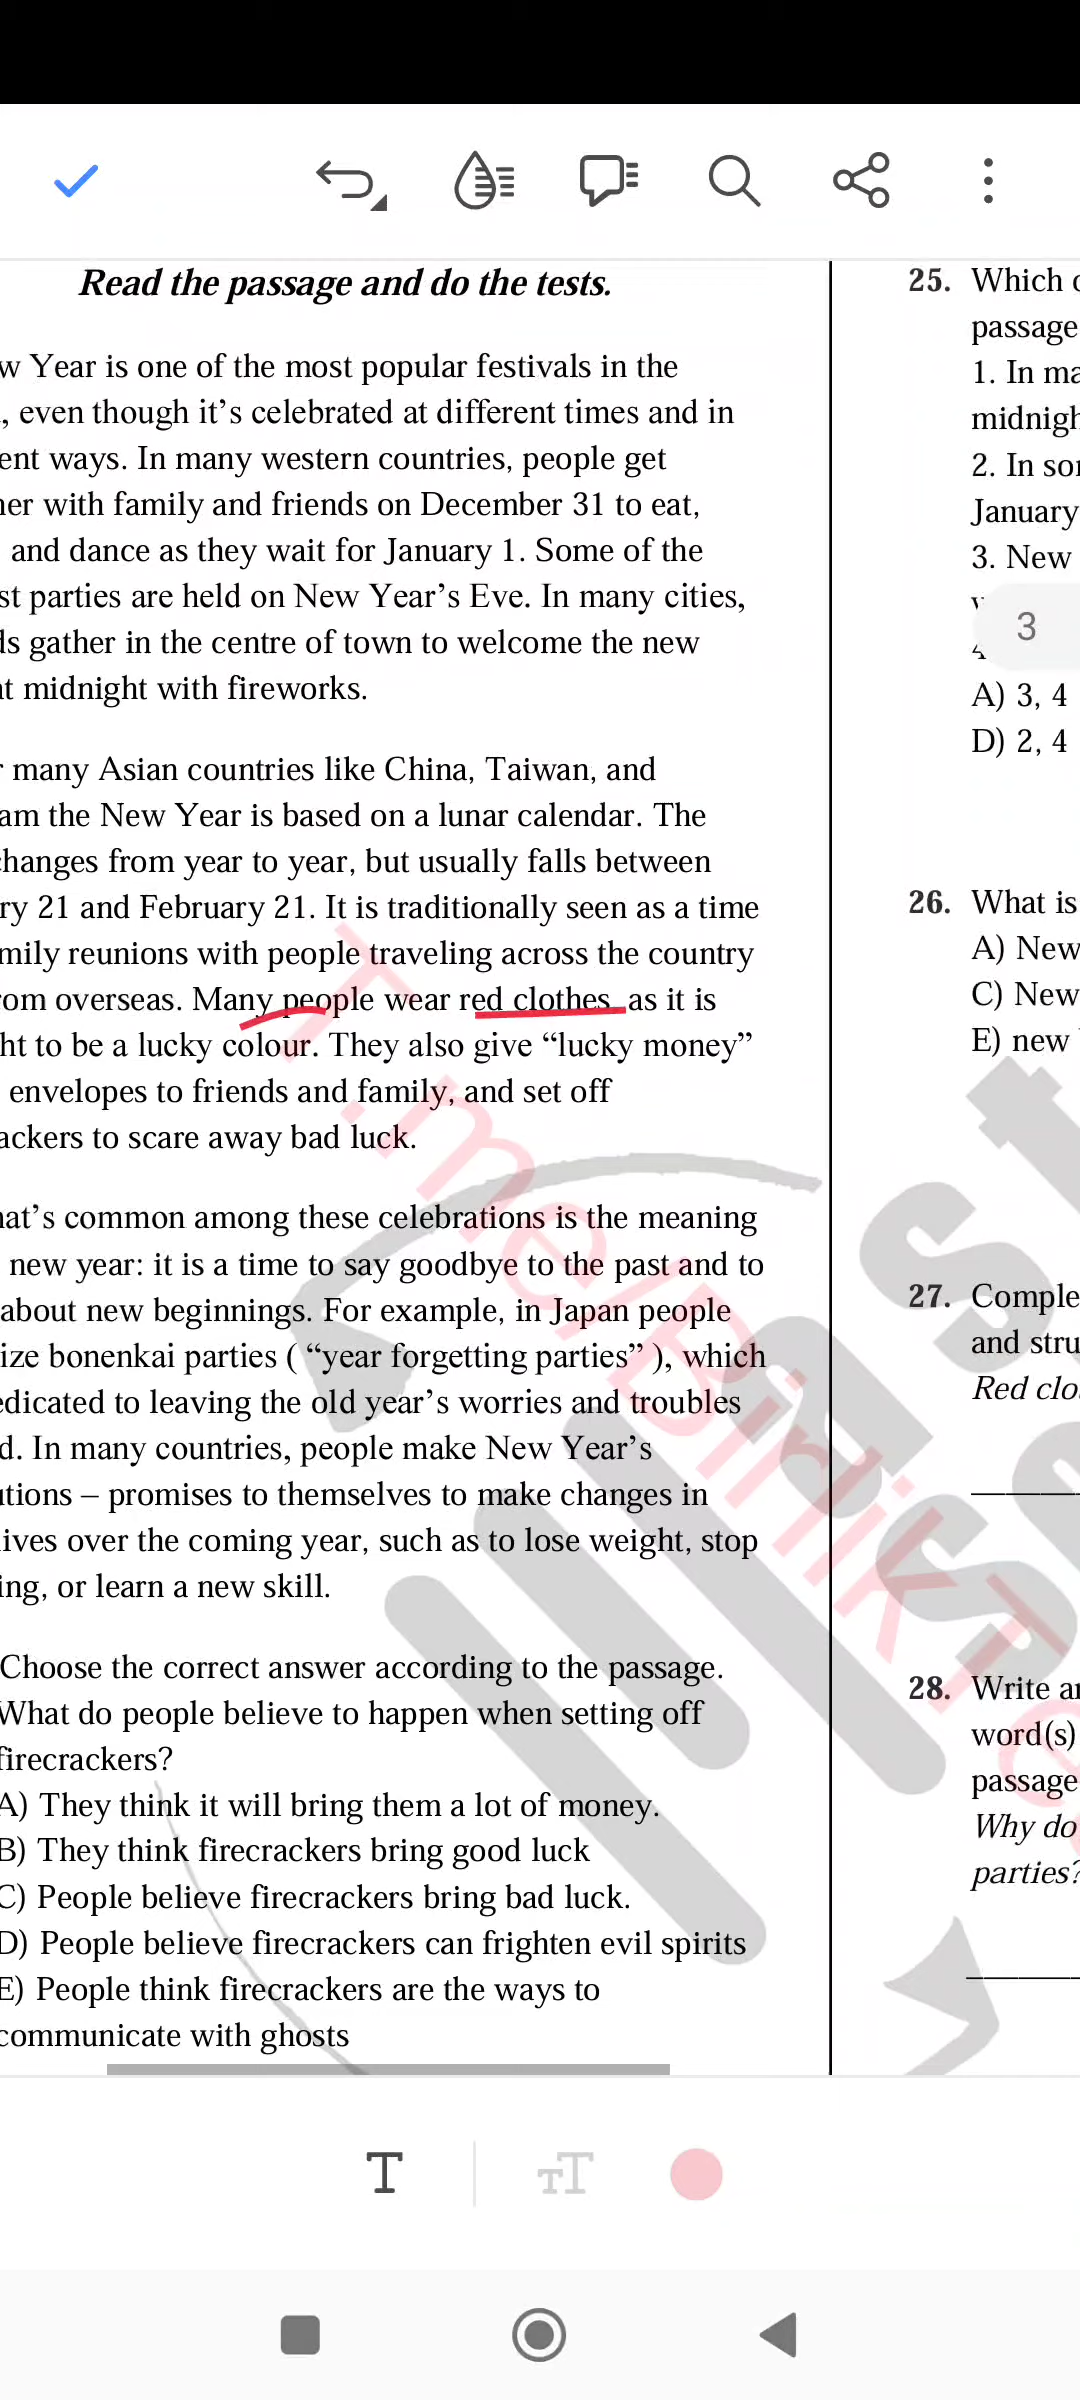 Read the passage and do the tests.
w Year is one of the most popular festivals in the
, even though it's celebrated at different times and in
ent ways. In many western countries, people get
her with family and friends on December 31 to eat,
and dance as they wait for January 1. Some of the
st parties are held on New Year's Eve. In many cities,
ds gather in the centre of town to welcome the new
at midnight with fireworks.
r many Asian countries like China, Taiwan, and
am the New Year is based on a lunar calendar. The
changes from year to year, but usually falls between
ry 21 and February 21. It is traditionally seen as a time
mily reunions with people traveling across the country
rom overseas. Many people wear red clothes as it is
ht to be a lucky colour. They also give “lucky money”
envelopes to friends and family, and set off
ackers to scare away bad luck.
hat's common among these celebrations is the meaning
new year: it is a time to say goodbye to the past and to
about new beginnings. For example, in Japan people
ize bonenkai parties ( “year forgetting parties” ), which
edicated to leaving the old year's worries and troubles
d. In many countries, people make New Year's
utions – promises to themselves to make changes in
lives over the coming year, such as to lose weight, stop
ing, or learn a new skill.
Choose the correct answer according to the passage.
What do people believe to happen when setting off
firecrackers?
A) They think it will bring them a lot of money.
B) They think firecrackers bring good luck
C) People believe firecrackers bring bad luck.
D) People believe firecrackers can frighten evil spirits
E) People think firecrackers are the ways to
communicate with ghosts
25. Which
passage
1. In ma
midnigh
2. In so
January
3. New
3
4
A) 3, 4
D) 2, 4
26. What is
A) New
C) New
E) new
27. Comple
and stru
Red clo
28. Write a
word(s)
passage
Why do
parties?
T.me/BirlikTe
T
TT